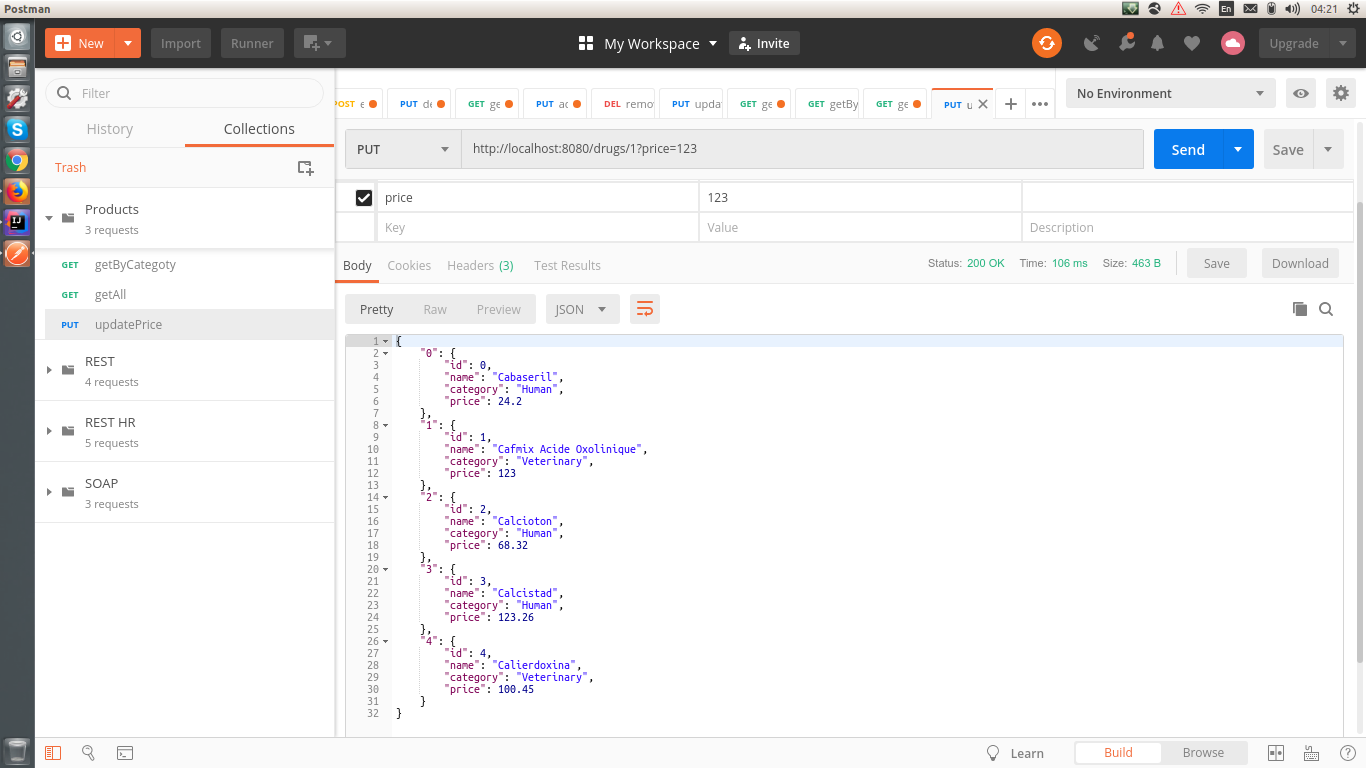 Postman
En
04:21
New
Import
Runner
My Workspace
Invite
Upgrade
Filter
History
Collections
Trash
Products
3 requests
GET getByCategoty
GET getAll
PUT updatePrice
REST
4 requests
REST HR
5 requests
SOAP
3 requests
POST e
PUT de
GET ge
PUT ac
DEL remo
PUT upda
GET ge
GET getBy
GET ge
PUT u
No Environment
PUT
http://localhost:8080/drugs/1?price=123
Send
Save
price 123
Key Value Description
Body Cookies Headers (3) Test Results
Status: 200 OK Time: 106 ms Size: 463 B
Save
Download
Pretty Raw Preview
JSON
1 {
2 "0": {
3 "id": 0,
4 "name": "Cabaseril",
5 "category": "Human",
6 "price": 24.2
7 },
8 "1": {
9 "id": 1,
10 "name": "Cafmix Acide Oxolinique",
11 "category": "Veterinary",
12 "price": 123
13 },
14 "2": {
15 "id": 2,
16 "name": "Calcioton",
17 "category": "Human",
18 "price": 68.32
19 },
20 "3": {
21 "id": 3,
22 "name": "Calcistad",
23 "category": "Human",
24 "price": 123.26
25 },
26 "4": {
27 "id": 4,
28 "name": "Calierdoxina",
29 "category": "Veterinary",
30 "price": 100.45
31 }
32 }
Learn
Build
Browse